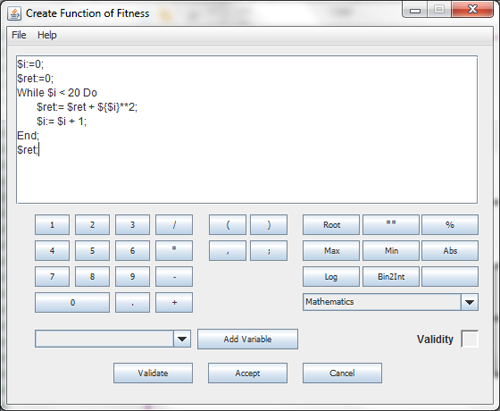 Create Function of Fitness
File Help
$i:=0;
$ret:=0;
While $i < 20 Do
$ret:= $ret + ${$i}**2;
$i:= $i + 1;
End;
$ret;
1 2 3 / ( ) Root ** %
4 5 6 * , ; Max Min Abs
7 8 9 - Log Bin2Int
0 . + Mathematics
Add Variable Validity
Validate Accept Cancel